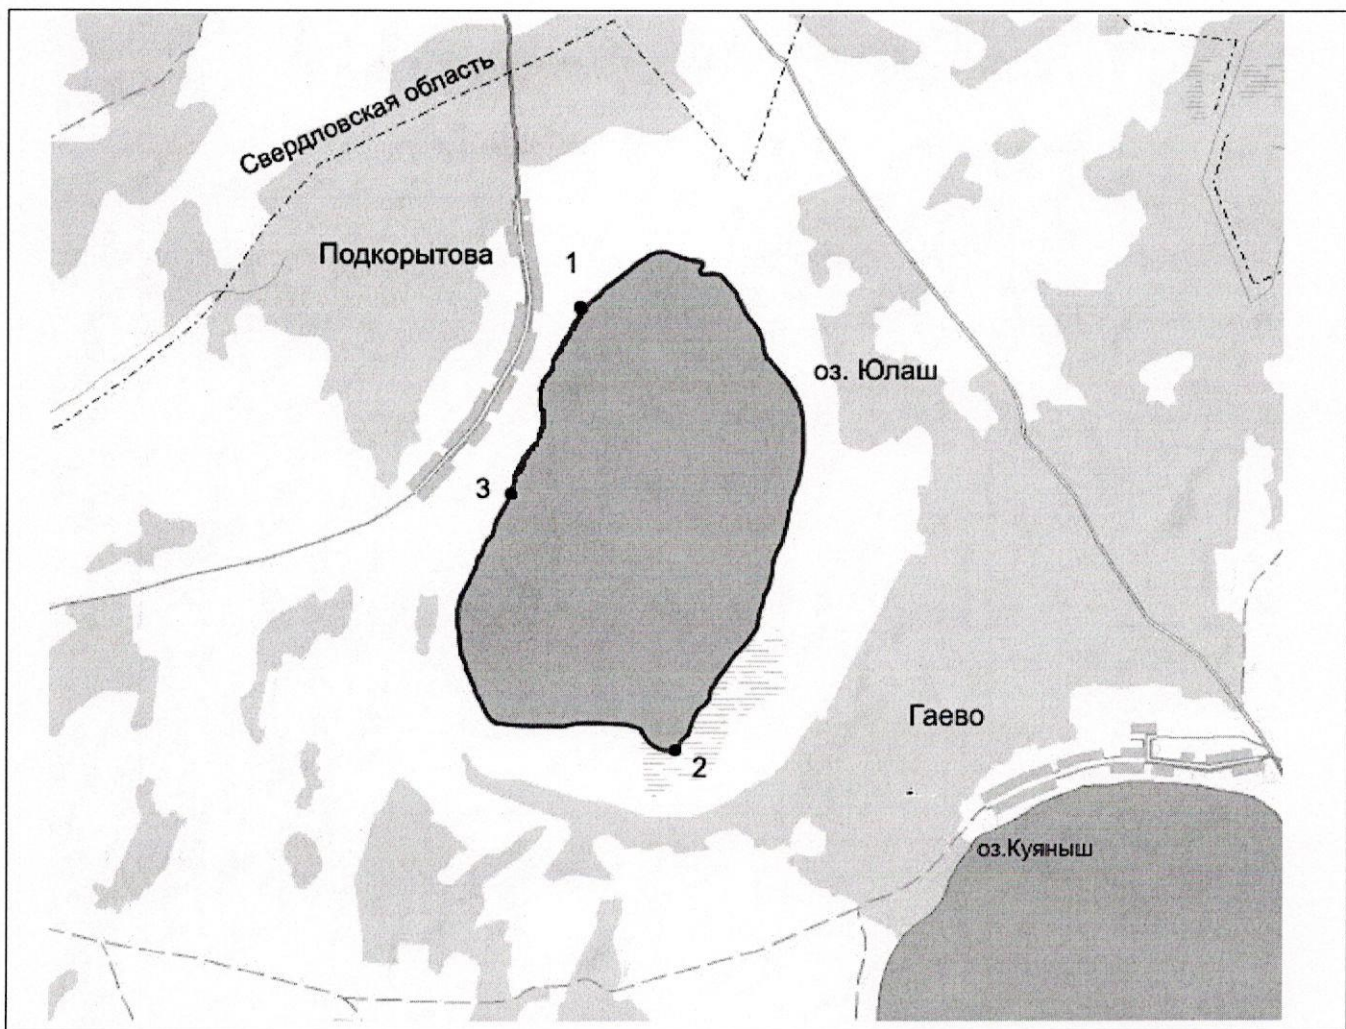 Свердловская область
Подкорытова
1
оз. Юлаш
3
Гаево
2
оз.Куяныш